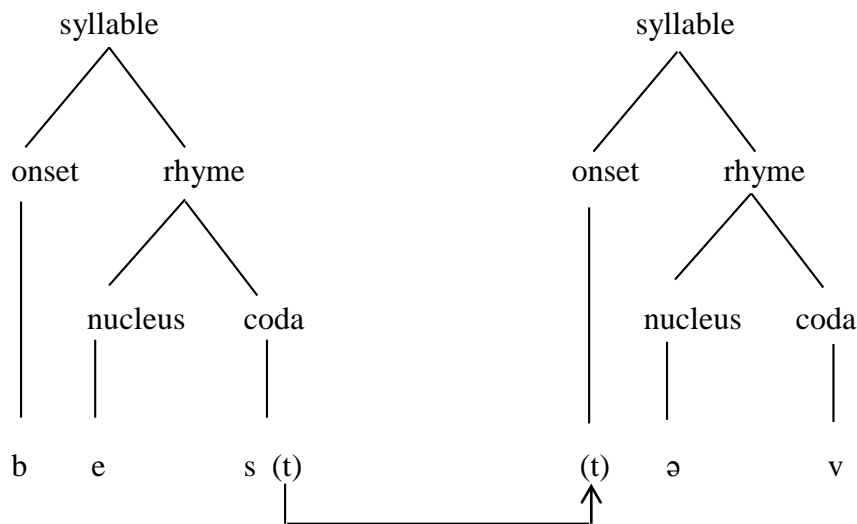 syllable syllable
onset rhyme onset rhyme
nucleus coda nucleus coda
b e s (t) (t) ə v